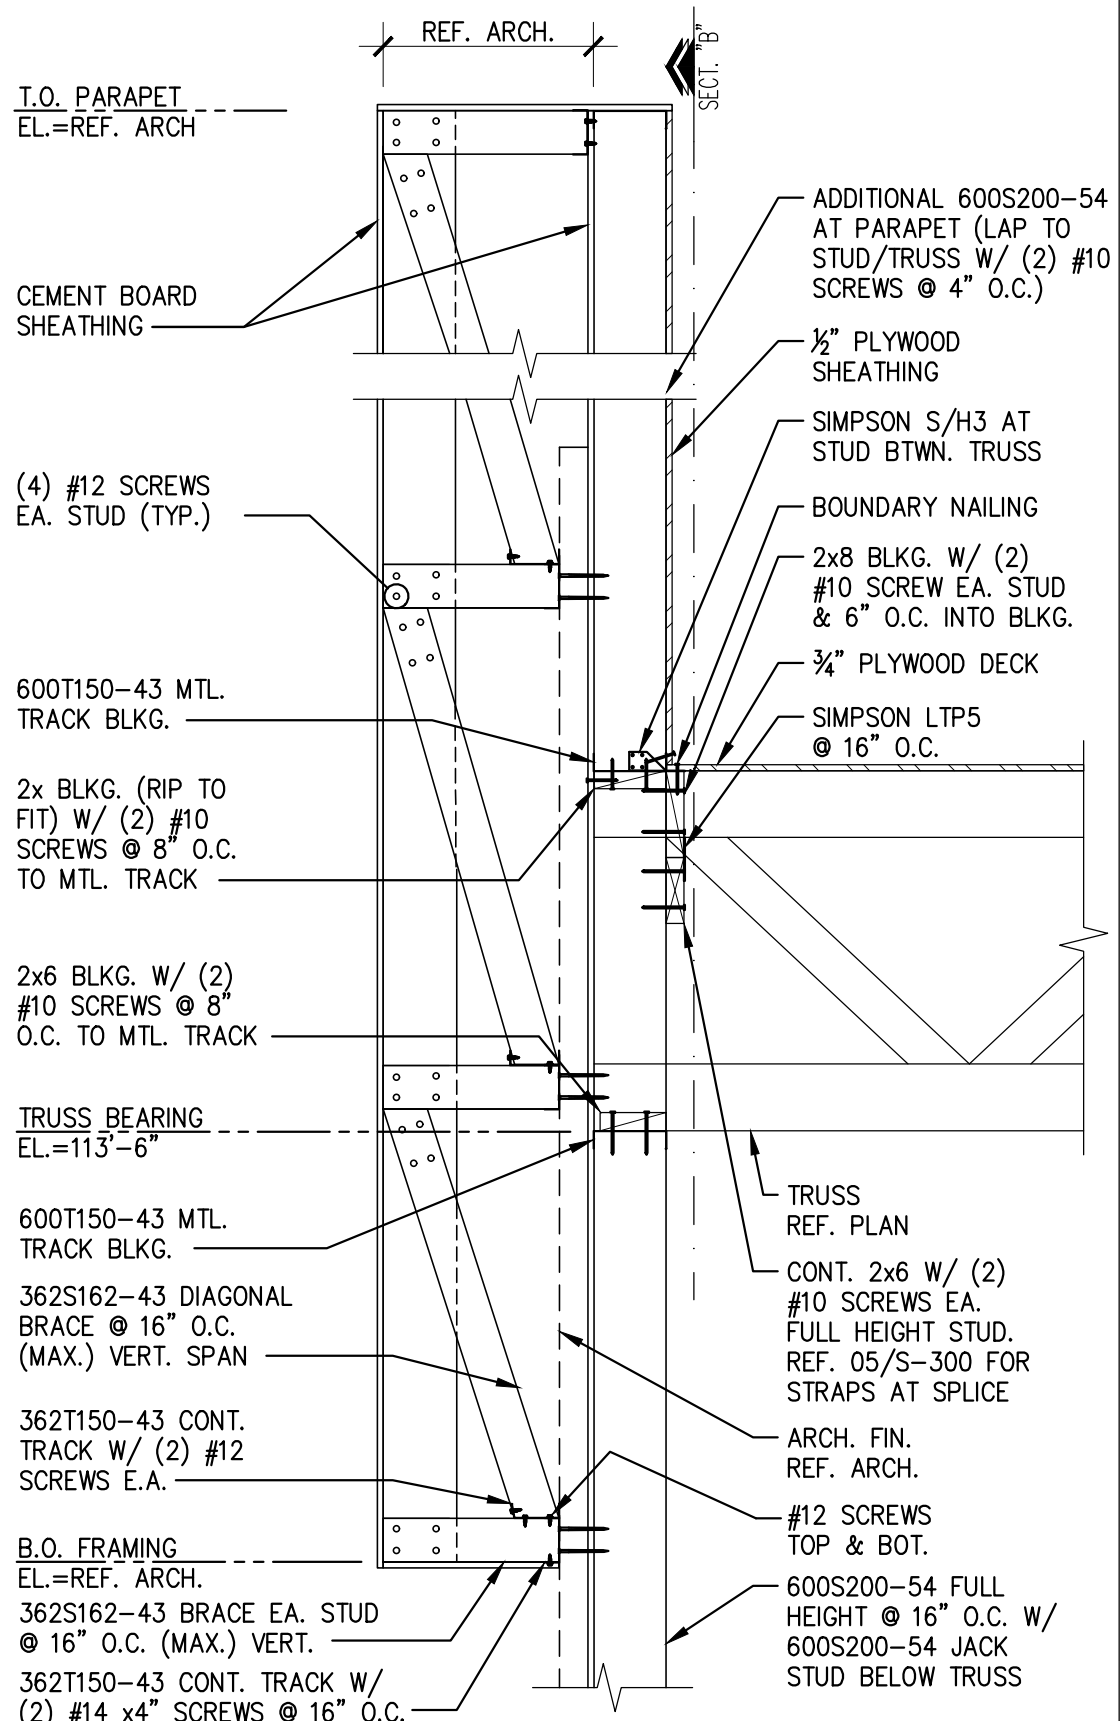 REF. ARCH.
SECT. "B"
T.O. PARAPET
EL.=REF. ARCH
CEMENT BOARD
SHEATHING
(4) #12 SCREWS
EA. STUD (TYP.)
600T150-43 MTL.
TRACK BLKG.
2x BLKG. (RIP TO
FIT) W/ (2) #10
SCREWS @ 8" O.C.
TO MTL. TRACK
2x6 BLKG. W/ (2)
#10 SCREWS @ 8"
O.C. TO MTL. TRACK
TRUSS BEARING
EL.=113'-6"
600T150-43 MTL.
TRACK BLKG.
362S162-43 DIAGONAL
BRACE @ 16" O.C.
(MAX.) VERT. SPAN
362T150-43 CONT.
TRACK W/ (2) #12
SCREWS E.A.
B.O. FRAMING
EL.=REF. ARCH.
362S162-43 BRACE EA. STUD
@ 16" O.C. (MAX.) VERT.
362T150-43 CONT. TRACK W/
(2) #14 x4" SCREWS @ 16" O.C.
ADDITIONAL 600S200-54
AT PARAPET (LAP TO
STUD/TRUSS W/ (2) #10
SCREWS @ 4" O.C.)
½" PLYWOOD
SHEATHING
SIMPSON S/H3 AT
STUD BTWN. TRUSS
BOUNDARY NAILING
2x8 BLKG. W/ (2)
#10 SCREW EA. STUD
& 6" O.C. INTO BLKG.
¾" PLYWOOD DECK
SIMPSON LTP5
@ 16" O.C.
TRUSS
REF. PLAN
CONT. 2x6 W/ (2)
#10 SCREWS EA.
FULL HEIGHT STUD.
REF. 05/S-300 FOR
STRAPS AT SPLICE
ARCH. FIN.
REF. ARCH.
#12 SCREWS
TOP & BOT.
600S200-54 FULL
HEIGHT @ 16" O.C. W/
600S200-54 JACK
STUD BELOW TRUSS